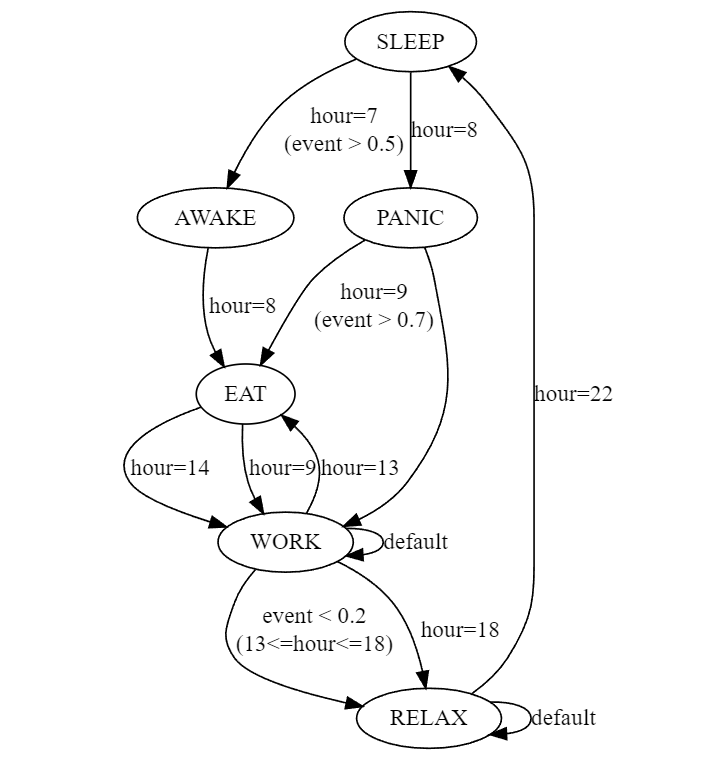 SLEEP
hour=7
(event > 0.5)
hour=8
AWAKE
PANIC
hour=8
hour=9
(event > 0.7)
EAT
hour=22
hour=14
hour=9
hour=13
WORK
default
event < 0.2
(13<=hour<=18)
hour=18
RELAX
default